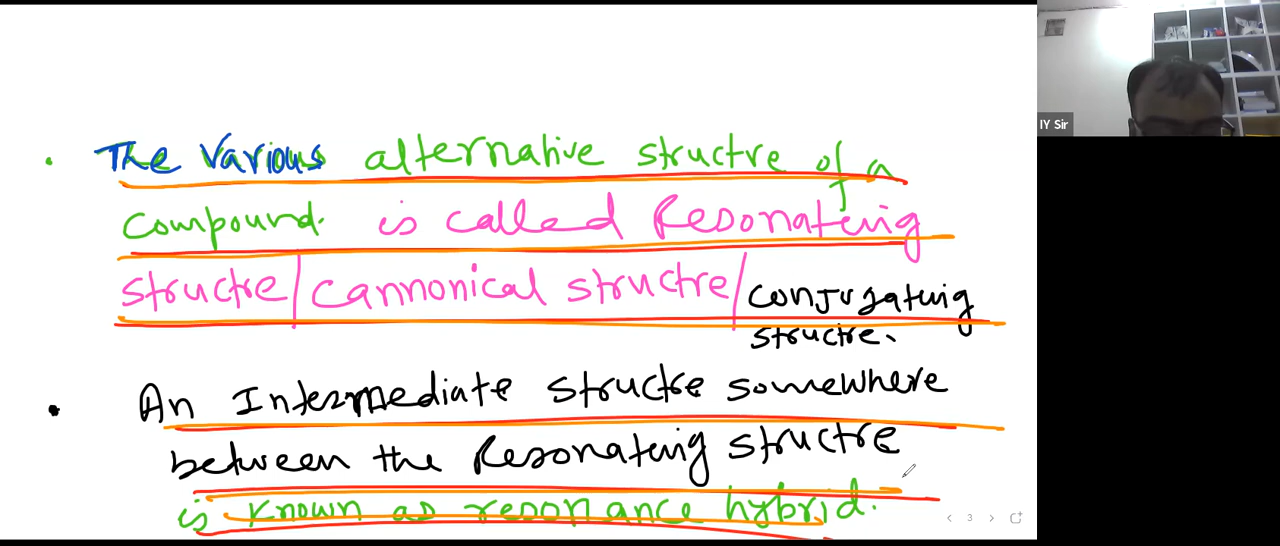 The Various alternative structre of a
compound. is called Resonating
structre/cannonical structre/conjugating
structre.
An Intermediate structre somewhere
between the Resonating structre
is known as resonance hybrid.
IY Sir
3